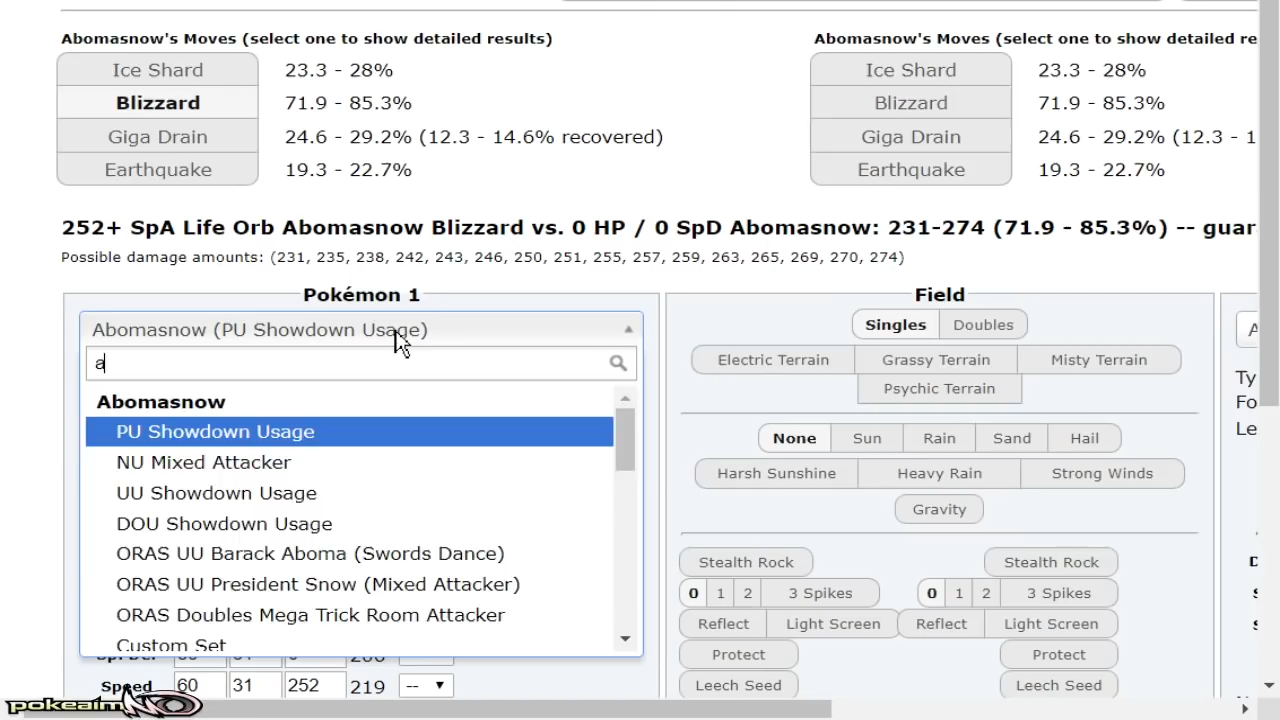 Abomasnow's Moves (select one to show detailed results)
Abomasnow's Moves (select one to show detailed re
Ice Shard 23.3 - 28%
Ice Shard 23.3 - 28%
Blizzard 71.9 - 85.3%
Blizzard 71.9 - 85.3%
Giga Drain 24.6 - 29.2% (12.3 - 14.6% recovered)
Giga Drain 24.6 - 29.2% (12.3 - 1
Earthquake 19.3 - 22.7%
Earthquake 19.3 - 22.7%
252+ SpA Life Orb Abomasnow Blizzard vs. 0 HP / 0 SpD Abomasnow: 231-274 (71.9 - 85.3%) -- guar
Possible damage amounts: (231, 235, 238, 242, 243, 246, 250, 251, 255, 257, 259, 263, 265, 269, 270, 274)
Pokémon 1
Abomasnow (PU Showdown Usage)
a
Abomasnow
PU Showdown Usage
NU Mixed Attacker
UU Showdown Usage
DOU Showdown Usage
ORAS UU Barack Aboma (Swords Dance)
ORAS UU President Snow (Mixed Attacker)
ORAS Doubles Mega Trick Room Attacker
Custom Set
Speed 60 31 252 219 --
Field
Singles Doubles
Electric Terrain Grassy Terrain Misty Terrain
Psychic Terrain
None Sun Rain Sand Hail
Harsh Sunshine Heavy Rain Strong Winds
Gravity
Stealth Rock Stealth Rock
0 1 2 3 Spikes 0 1 2 3 Spikes
Reflect Light Screen Reflect Light Screen
Protect Protect
Leech Seed Leech Seed
Ty
Fo
Le
pokeaimMD